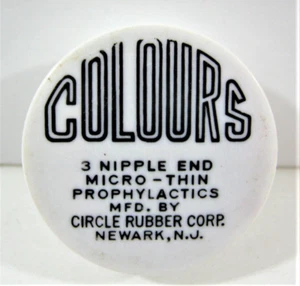 COLOURS
3 NIPPLE END
MICRO-THIN
PROPHYLACTICS
MFD. BY
CIRCLE RUBBER CORP.
NEWARK, N.J.